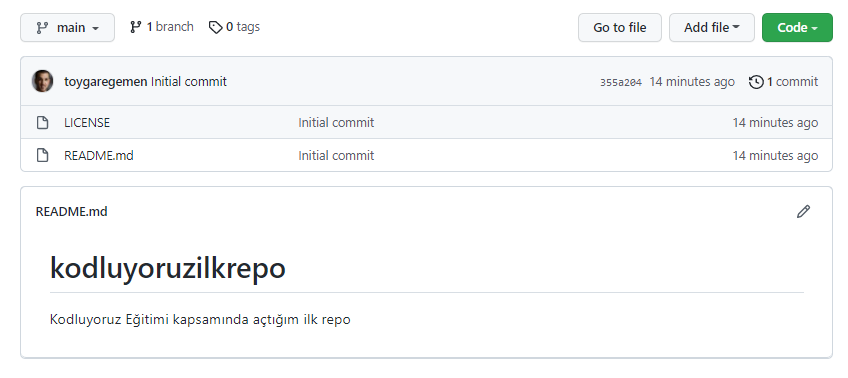 main 1 branch 0 tags Go to file Add file Code
toygaregemen Initial commit 355a204 14 minutes ago 1 commit
LICENSE Initial commit 14 minutes ago
README.md Initial commit 14 minutes ago
README.md
kodluyoruzilkrepo
Kodluyoruz Eğitimi kapsamında açtığım ilk repo